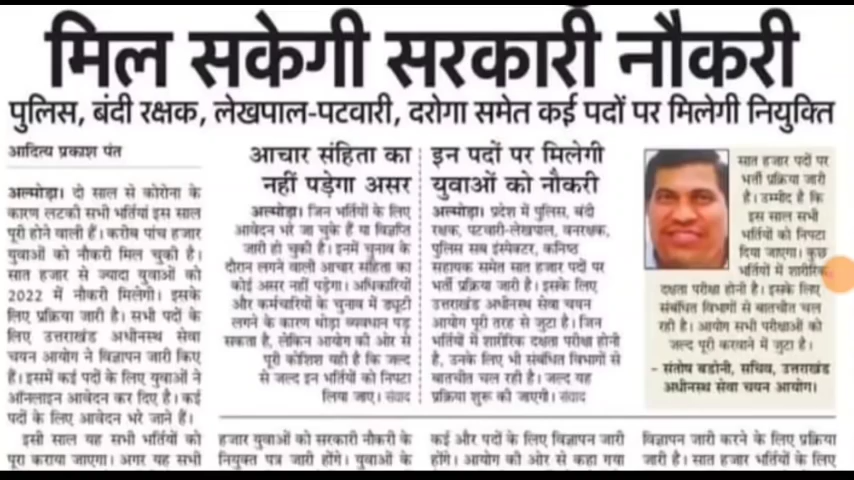 मिल सकेगी सरकारी नौकरी
पुलिस, बंदी रक्षक, लेखपाल-पटवारी, दरोगा समेत कई पदों पर मिलेगी नियुक्ति
आदित्य प्रकाश पंत
अल्मोड़ा। दो साल से कोरोना के
कारण लटकी सभी भर्तियां इस साल
पूरी होने वाली हैं। करीब पांच हजार
युवाओं को नौकरी मिल चुकी है।
सात हजार से ज्यादा युवाओं को
2022 में नौकरी मिलेगी। इसके
लिए प्रक्रिया जारी है। सभी पदों के
लिए उत्तराखंड अधीनस्थ सेवा
चयन आयोग ने विज्ञापन जारी किए
हैं। इसमें कई पदों के लिए युवाओं ने
ऑनलाइन आवेदन कर दिए है। कई
पदों के लिए आवेदन भरे जाने हैं।
इसी साल यह सभी भर्तियों को
पूरा कराया जाएगा। अगर यह सभी
आचार संहिता का
नहीं पड़ेगा असर
अल्मोड़ा। जिन भर्तियों के लिए
आवेदन भरे जा चुके हैं या विज्ञप्ति
जारी हो चुकी है। इनमें चुनाव के
दौरान लगने वाली आचार संहिता का
कोई असर नहीं पड़ेगा। अधिकारियों
और कर्मचारियों के चुनाव में ड्यूटी
लगने के कारण थोड़ा व्यवधान पड़
सकता है, लेकिन आयोग की ओर से
पूरी कोशिश यही है कि जल्द
से जल्द इन भर्तियों को निपटा
लिया जाए। संवाद
इन पदों पर मिलेगी
युवाओं को नौकरी
अल्मोड़ा। प्रदेश में पुलिस, बंदी
रक्षक, पटवारी-लेखपाल, वनरक्षक,
पुलिस सब इंस्पेक्टर, कनिष्ठ
सहायक समेत सात हजार पदों पर
भर्ती प्रक्रिया जारी है। इसके लिए
उत्तराखंड अधीनस्थ सेवा चयन
आयोग पूरी तरह से जुटा है। जिन
भर्तियों में शारीरिक दक्षता परीक्षा होनी
है, उनके लिए भी संबंधित विभागों से
बातचीत चल रही है। जल्द यह
प्रक्रिया शुरू की जाएगी। संवाद
सात हजार पदों पर
भर्ती प्रक्रिया जारी
है। उम्मीद है कि
इस साल सभी
भर्तियों को निपटा
दिया जाएगा। कुछ
भर्तियों में शारीरिक
दक्षता परीक्षा होनी है। इसके लिए
संबंधित विभागों से बातचीत चल
रही है। आयोग सभी परीक्षाओं को
जल्द पूरी करवाने में जुटा है।
- संतोष बडोनी, सचिव, उत्तराखंड
अधीनस्थ सेवा चयन आयोग।
हजार युवाओं को सरकारी नौकरी के
नियुक्त पत्र जारी होंगे। युवाओं के
कई और पदों के लिए विज्ञापन जारी
होंगे। आयोग की ओर से कहा गया
विज्ञापन जारी करने के लिए प्रक्रिया
जारी है। सात हजार भर्तियों के लिए